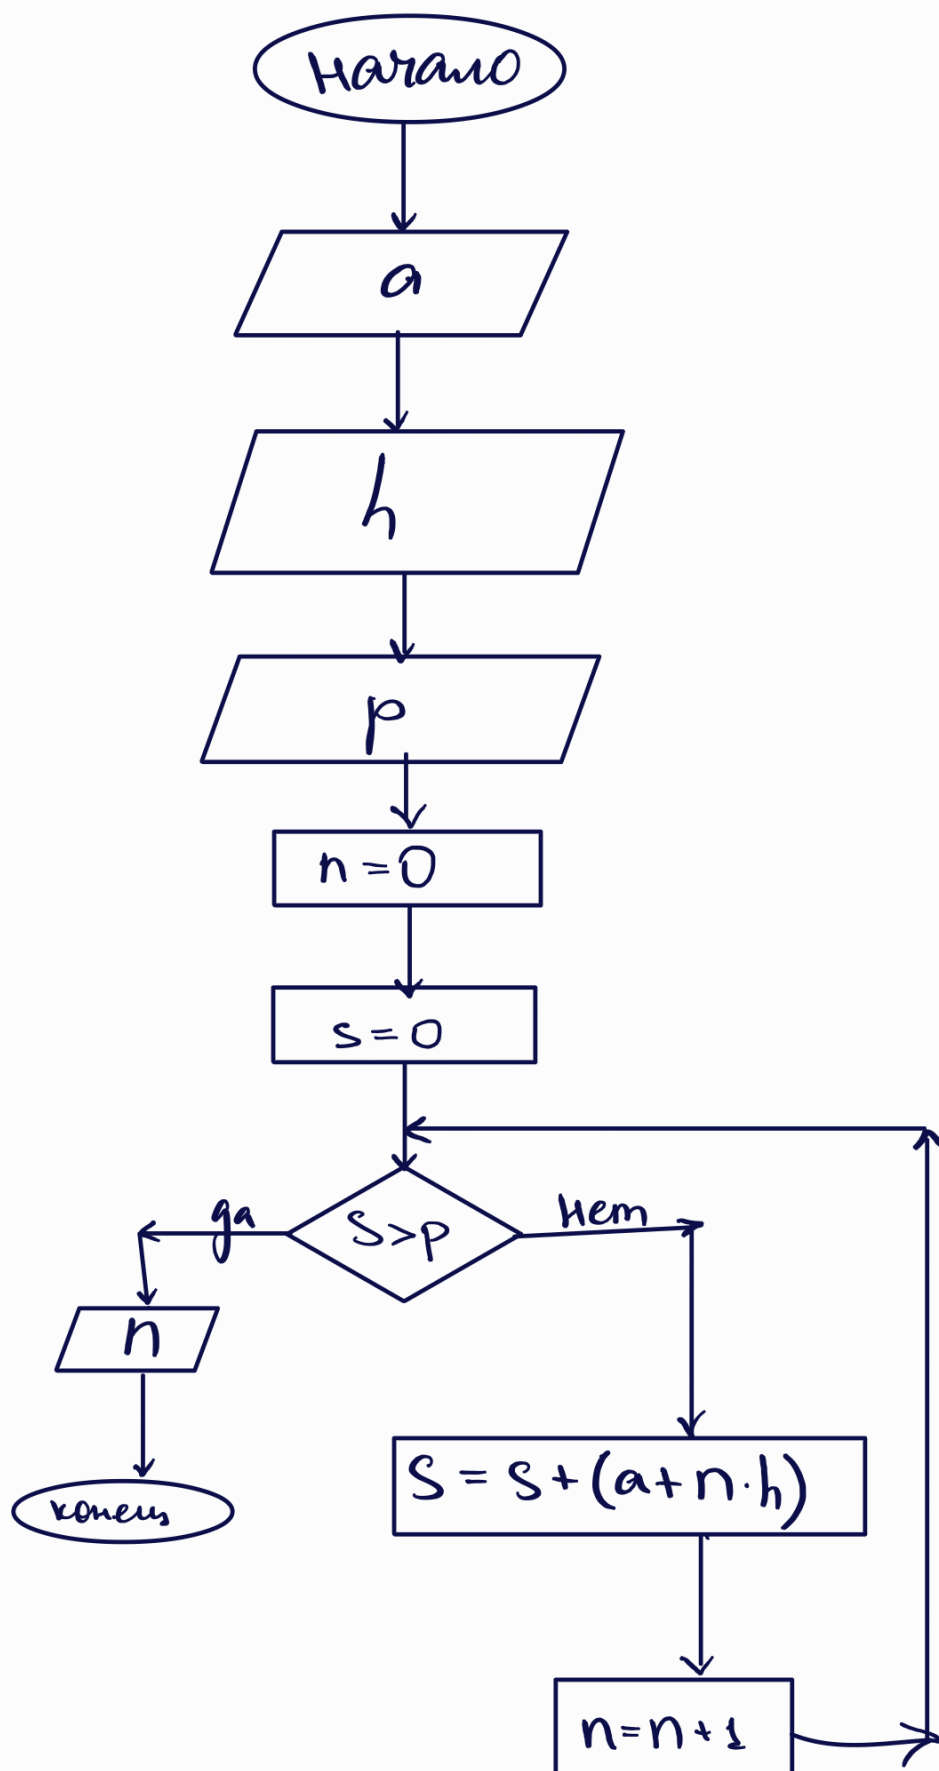 начало
a
h
p
n=0
s=0
S>p
да
нет
n
конец
S = S + (a + n · h)
n = n + 1